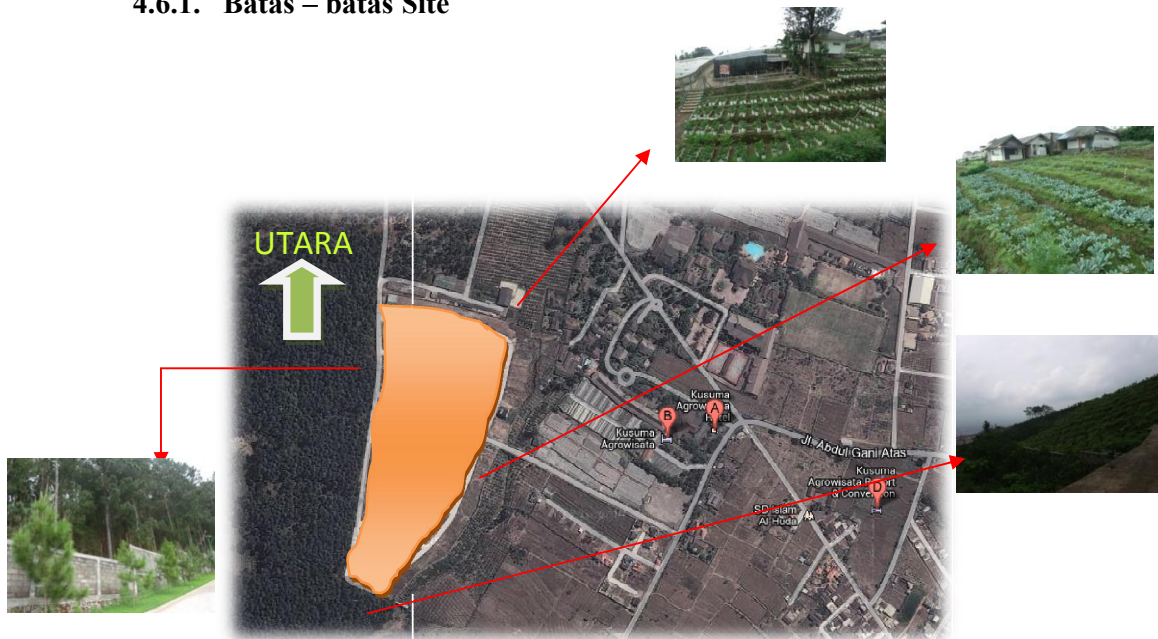 4.6.1. Batas – batas Site
UTARA
Kusuma
Agrowisata
Hotel
A
B
Kusuma
Agrowisata
Jl. Abdul Gani Atas
Kusuma
Agrowisata Resort
& Convention
D
SD Islam
Al Huda